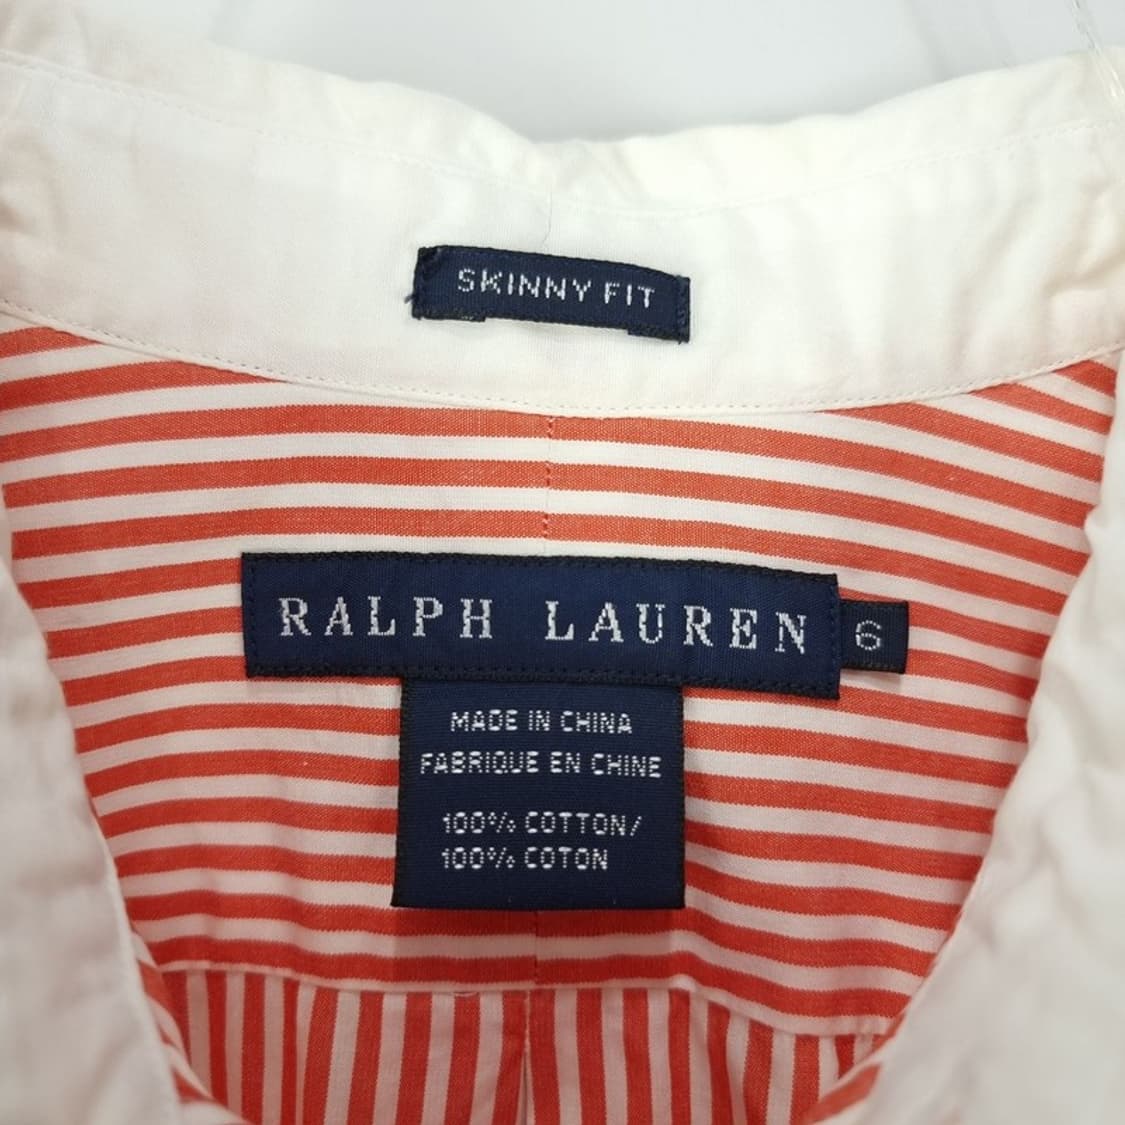 SKINNY FIT
RALPH LAUREN
6
MADE IN CHINA
FABRIQUE EN CHINE
100% COTTON/
100% COTON